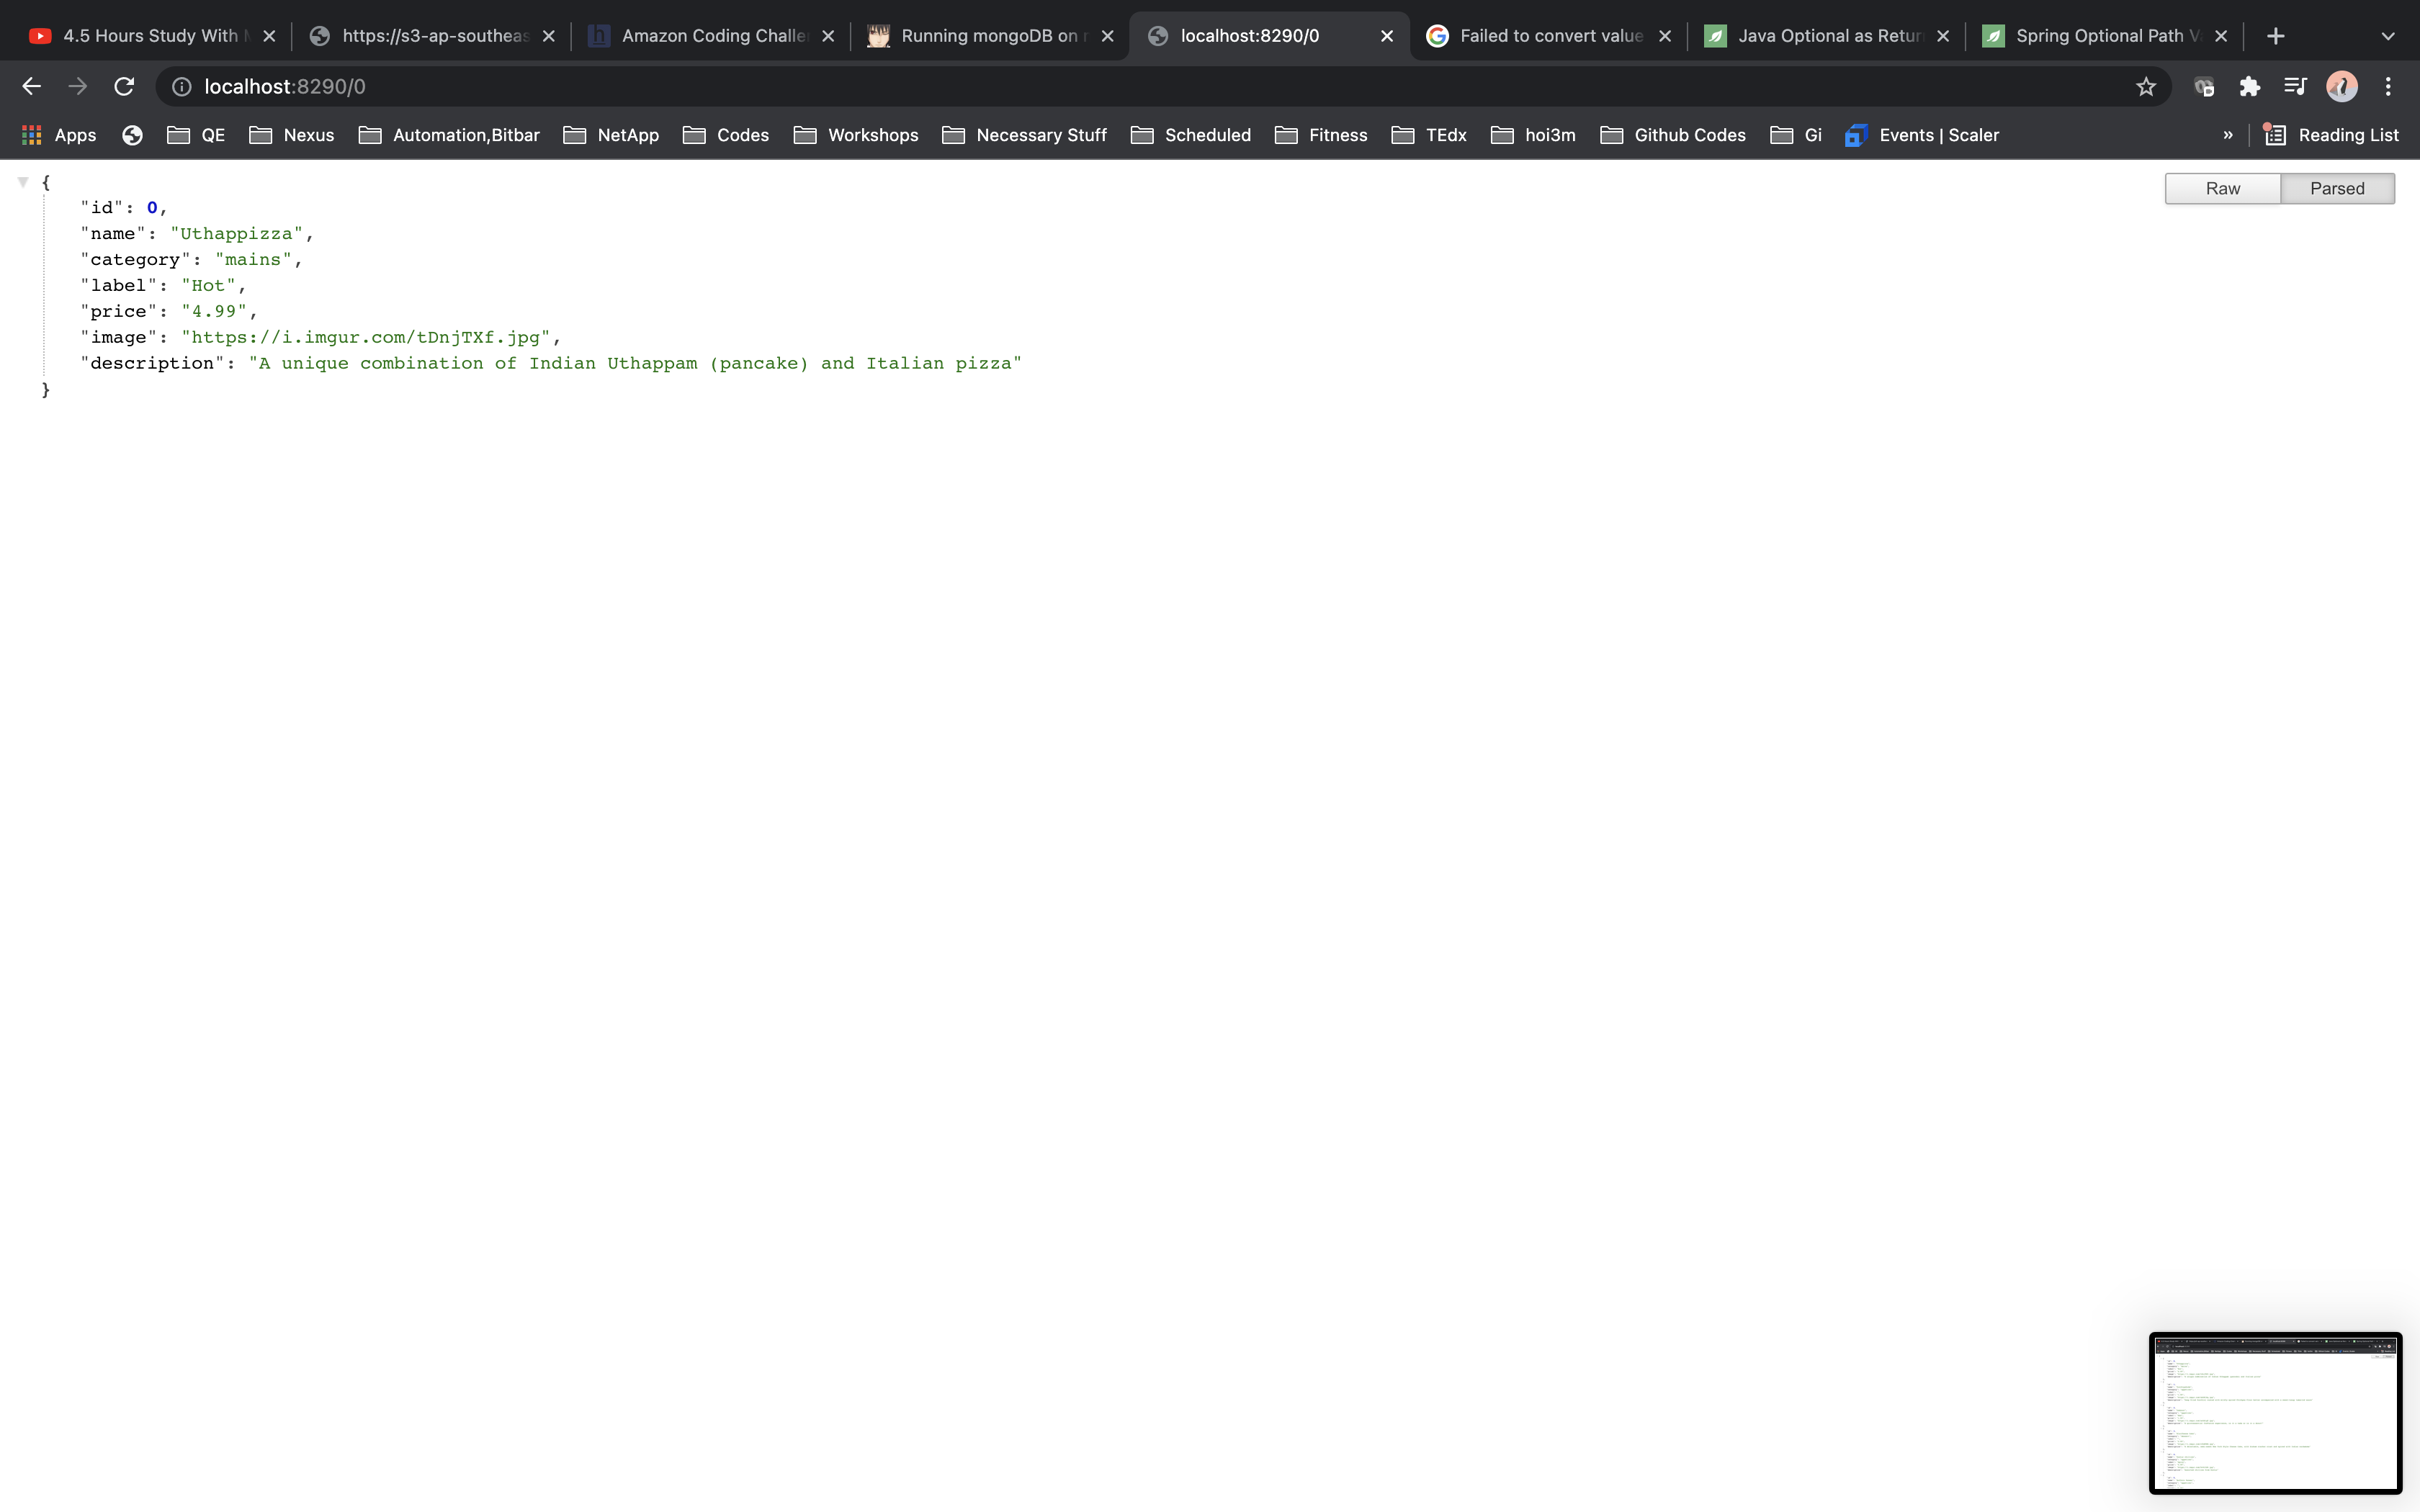 4.5 Hours Study With
https://s3-ap-southeas
Amazon Coding Challe
Running mongoDB on
localhost:8290/0
Failed to convert value
Java Optional as Retur
Spring Optional Path V
localhost:8290/0
Apps
QE
Nexus
Automation,Bitbar
NetApp
Codes
Workshops
Necessary Stuff
Scheduled
Fitness
TEdx
hoi3m
Github Codes
Gi
Events | Scaler
»
Reading List
Raw
Parsed
{
"id": 0,
"name": "Uthappizza",
"category": "mains",
"label": "Hot",
"price": "4.99",
"image": "https://i.imgur.com/tDnjTXf.jpg",
"description": "A unique combination of Indian Uthappam (pancake) and Italian pizza"
}